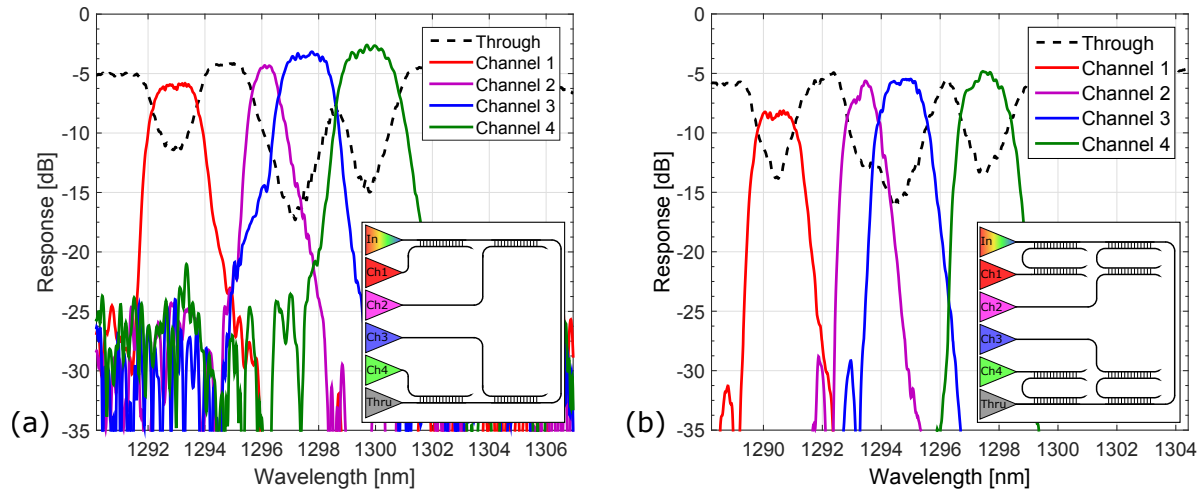 0
-5
-10
-15
-20
-25
-30
-35
Response [dB]
1292
1294
1296
1298
1300
1302
1304
1306
Wavelength [nm]
Through
Channel 1
Channel 2
Channel 3
Channel 4
In
Ch1
Ch2
Ch3
Ch4
Thru
(a)
0
-5
-10
-15
-20
-25
-30
-35
Response [dB]
1290
1292
1294
1296
1298
1300
1302
1304
Wavelength [nm]
Through
Channel 1
Channel 2
Channel 3
Channel 4
In
Ch1
Ch2
Ch3
Ch4
Thru
(b)